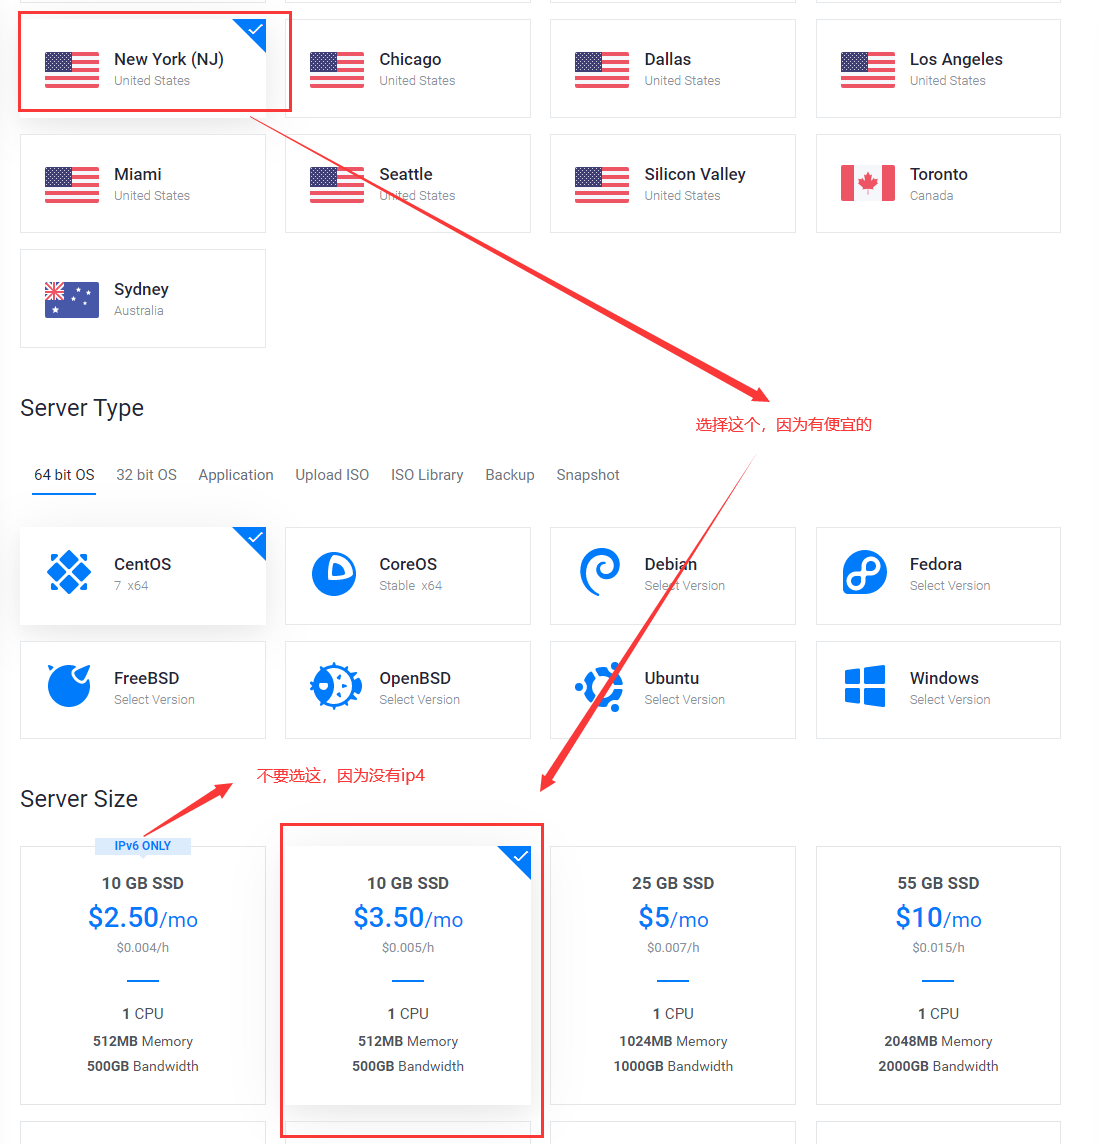 New York (NJ)
United States
Chicago
United States
Dallas
United States
Los Angeles
United States
Miami
United States
Seattle
United States
Silicon Valley
United States
Toronto
Canada
Sydney
Australia
Server Type
选择这个，因为有便宜的
64 bit OS
32 bit OS
Application
Upload ISO
ISO Library
Backup
Snapshot
CentOS
7 x64
CoreOS
Stable x64
Debian
Select Version
Fedora
Select Version
FreeBSD
Select Version
OpenBSD
Select Version
Ubuntu
Select Version
Windows
Select Version
不要选这，因为没有ip4
Server Size
IPv6 ONLY
10 GB SSD
$2.50/mo
$0.004/h
1 CPU
512MB Memory
500GB Bandwidth
10 GB SSD
$3.50/mo
$0.005/h
1 CPU
512MB Memory
500GB Bandwidth
25 GB SSD
$5/mo
$0.007/h
1 CPU
1024MB Memory
1000GB Bandwidth
55 GB SSD
$10/mo
$0.015/h
1 CPU
2048MB Memory
2000GB Bandwidth